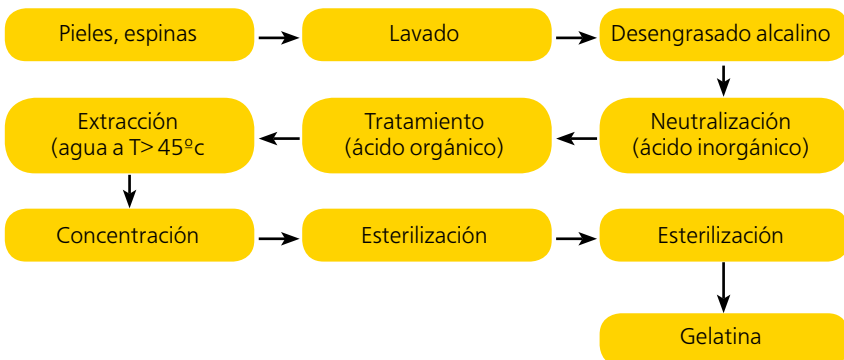 Pieles, espinas
Lavado
Desengrasado alcalino
Neutralización
(ácido inorgánico)
Tratamiento
(ácido orgánico)
Extracción
(agua a T> 45ºc
Concentración
Esterilización
Esterilización
Gelatina